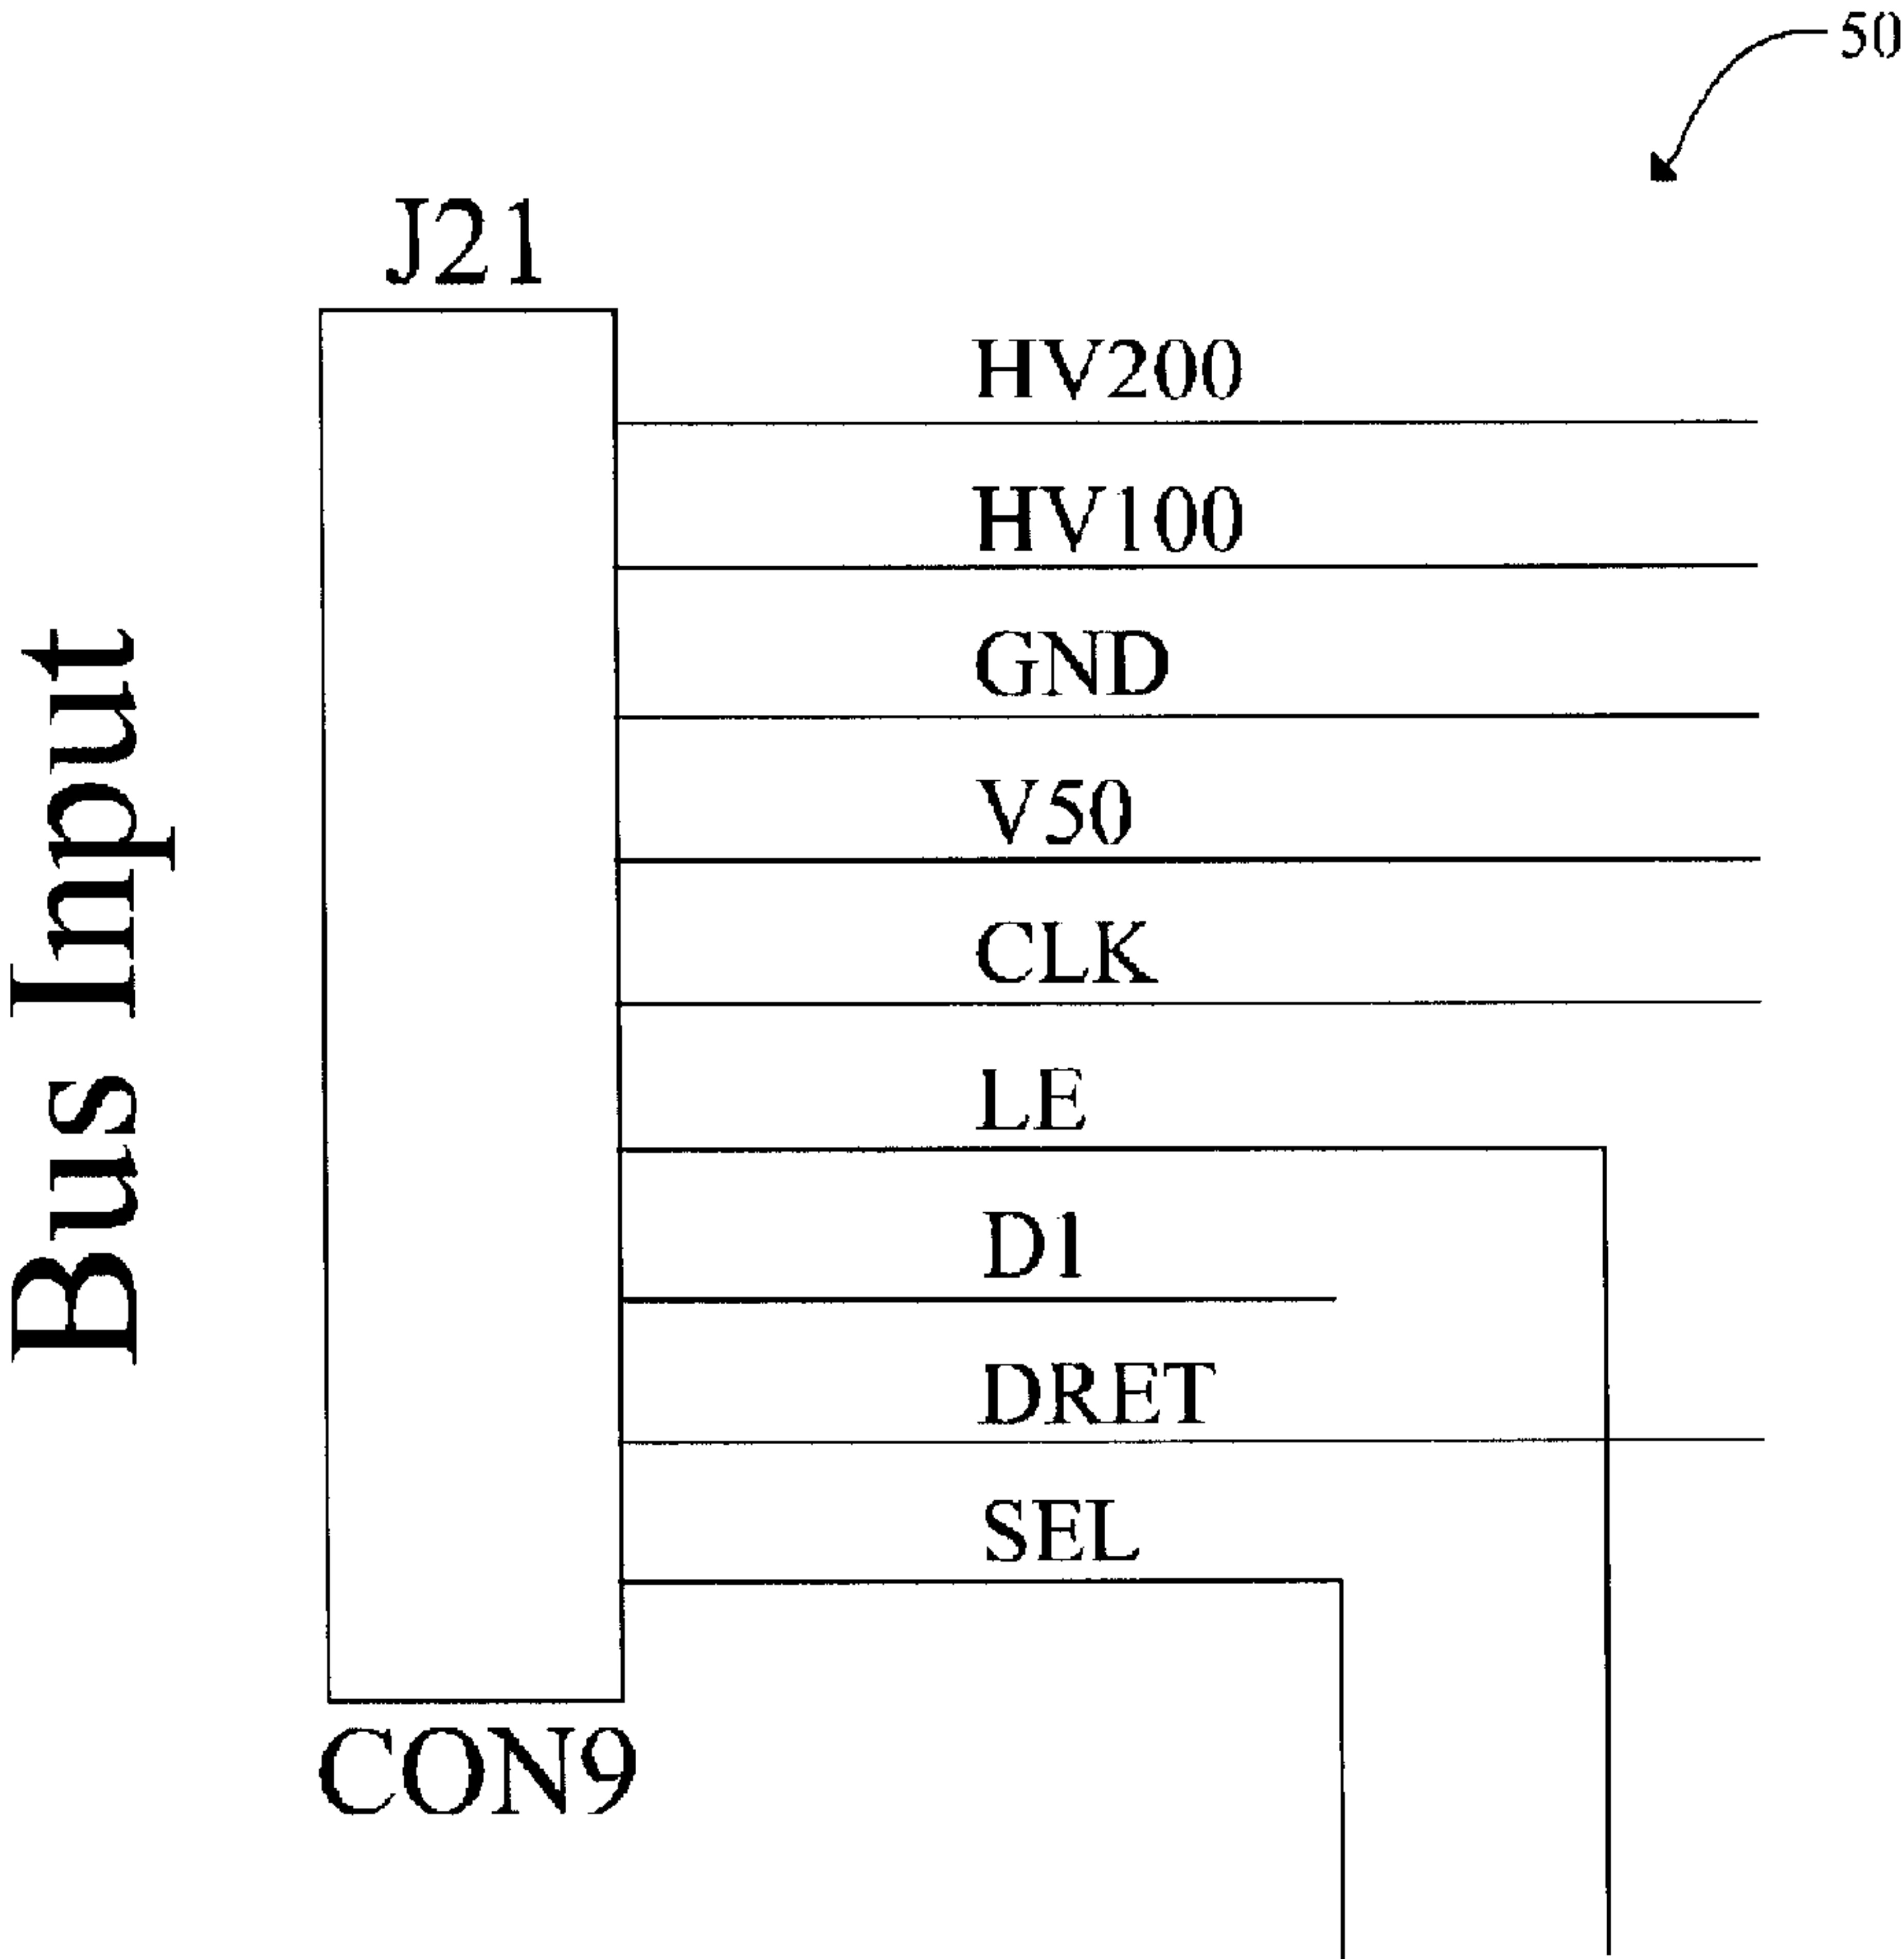 50
J21
HV200
HV100
GND
V50
CLK
LE
D1
DRET
SEL
CON9
Bus Input